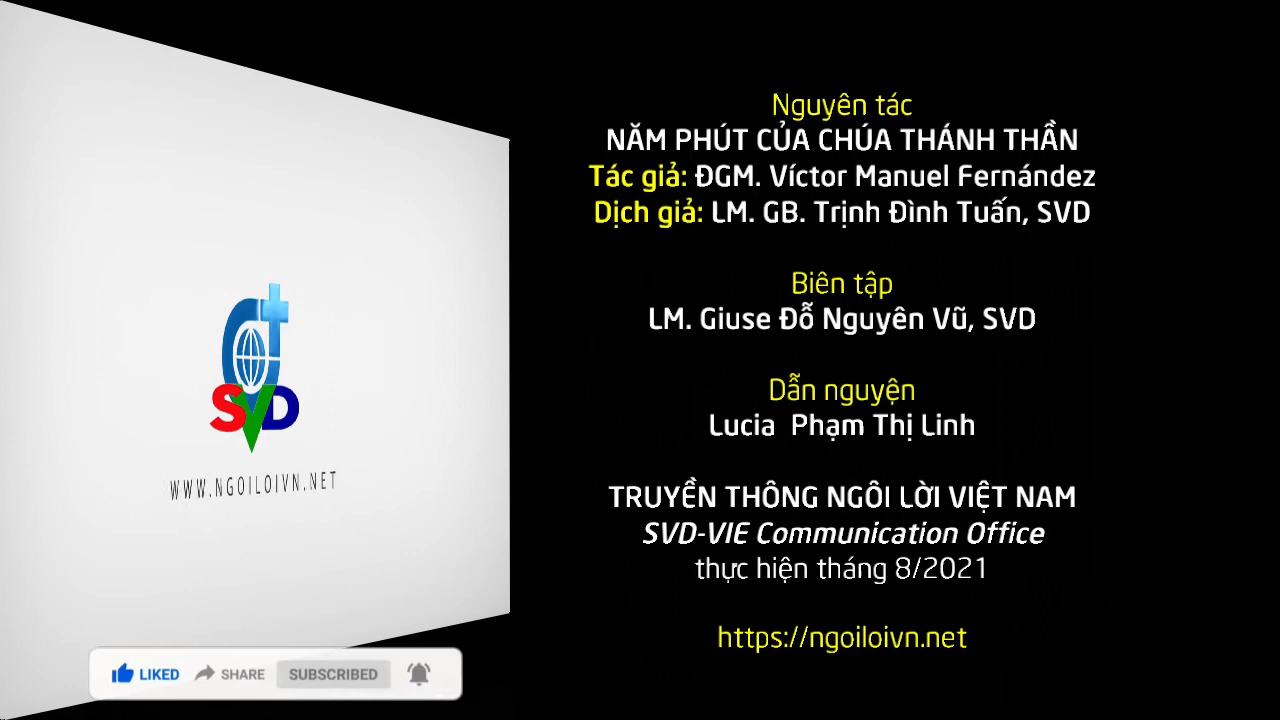 Nguyên tác
NĂM PHÚT CỦA CHÚA THÁNH THẦN
Tác giả: ĐGM. Víctor Manuel Fernández
Dịch giả: LM. GB. Trịnh Đình Tuấn, SVD
Biên tập
LM. Giuse Đỗ Nguyên Vũ, SVD
Dẫn nguyện
Lucia Phạm Thị Linh
TRUYỀN THÔNG NGÔI LỜI VIỆT NAM
SVD-VIE Communication Office
thực hiện tháng 8/2021
https://ngoiloivn.net
SVD
WWW.NGOILOIVN.NET
LIKED SHARE SUBSCRIBED